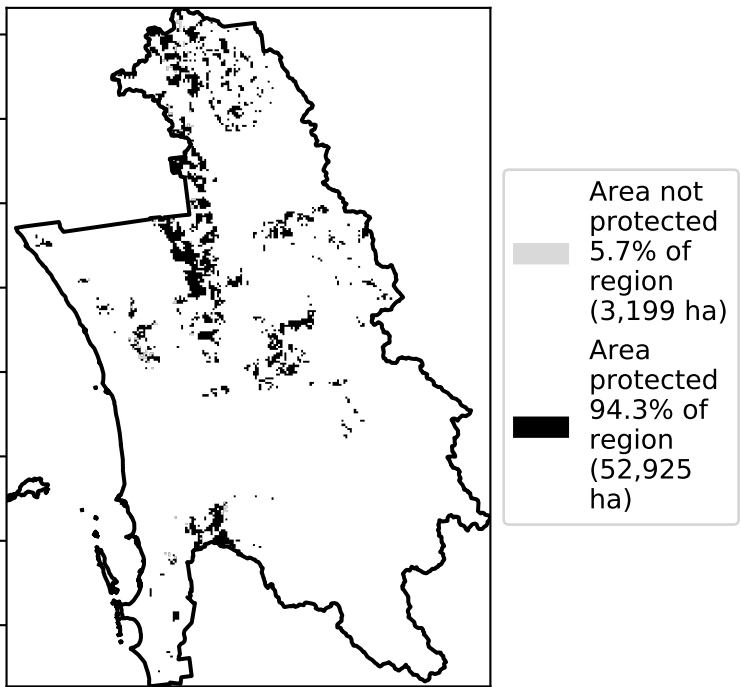 Area not
protected
5.7% of
region
(3,199 ha)
Area
protected
94.3% of
region
(52,925
ha)